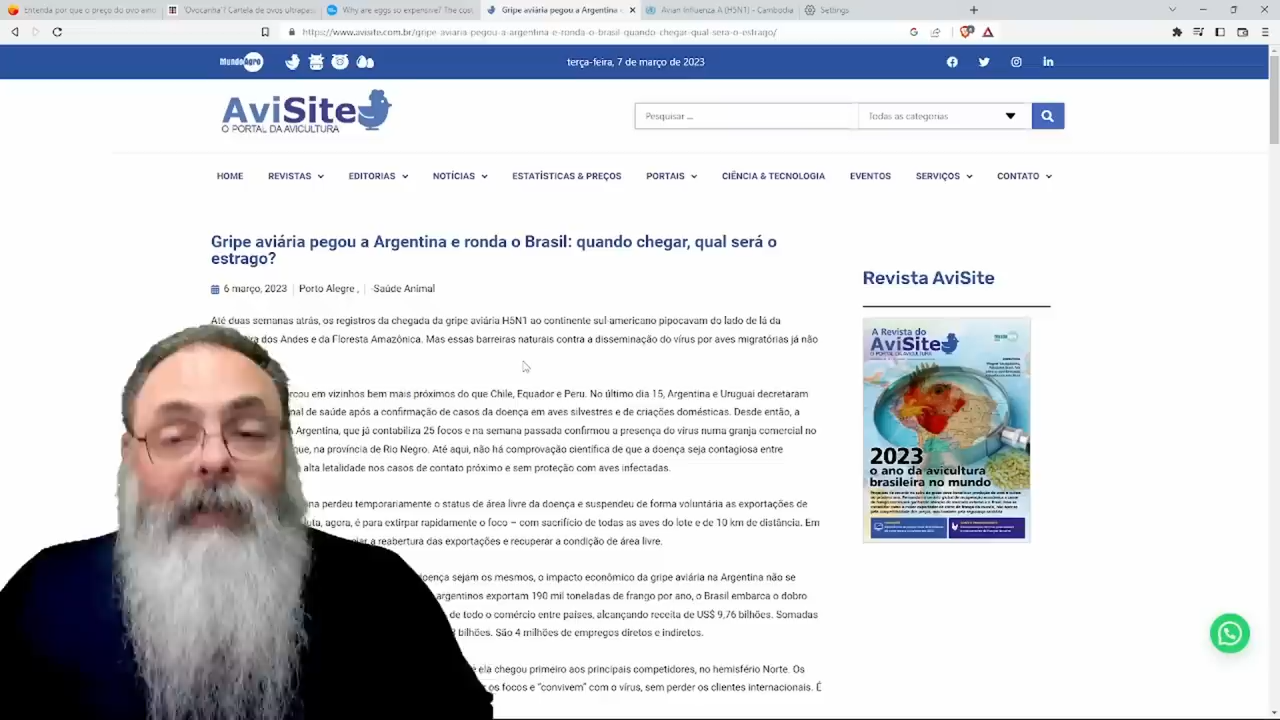 Entenda por que o preço do ovo aind
"Ovocanha"! Cartela de ovos ultrapas
Why are eggs so expensive? The cost
Gripe aviária pegou a Argentina e
Avian Influenza A (H5N1) - Cambodia
Settings
https://www.avisite.com.br/gripe-aviaria-pegou-a-argentina-e-ronda-o-brasil-quando-chegar-qual-sera-o-estrago/
MundoAgro
terça-feira, 7 de março de 2023
AviSite
O PORTAL DA AVICULTURA
Pesquisar ...
Todas as categorias
HOME REVISTAS EDITORIAS NOTÍCIAS ESTATÍSTICAS & PREÇOS PORTAIS CIÊNCIA & TECNOLOGIA EVENTOS SERVIÇOS CONTATO
Gripe aviária pegou a Argentina e ronda o Brasil: quando chegar, qual será o
estrago?
6 março, 2023 | Porto Alegre , | -Saúde Animal
Até duas semanas atrás, os registros da chegada da gripe aviária H5N1 ao continente sul americano pipocavam do lado de lá da
dos Andes e da Floresta Amazônica. Mas essas barreiras naturais contra a disseminação do vírus por aves migratórias já não
em vizinhos bem mais próximos do que Chile, Equador e Peru. No último dia 15, Argentina e Uruguai decretaram
de saúde após a confirmação de casos da doença em aves silvestres e de criações domésticas. Desde então, a
Argentina, que já contabiliza 25 focos e na semana passada confirmou a presença do vírus numa granja comercial no
na província de Rio Negro. Até aqui, não há comprovação científica de que a doença seja contagiosa entre
alta letalidade nos casos de contato próximo e sem proteção com aves infectadas.
perdeu temporariamente o status de área livre da doença e suspendeu de forma voluntária as exportações de
agora, é para extirpar rapidamente o foco – com sacrifício de todas as aves do lote e de 10 km de distância. Em
a reabertura das exportações e recuperar a condição de área livre.
sejam os mesmos, o impacto econômico da gripe aviária na Argentina não se
argentinos exportam 190 mil toneladas de frango por ano, o Brasil embarca o dobro
de todo o comércio entre países, alcançando receita de US$ 9,76 bilhões. Somadas
bilhões. São 4 milhões de empregos diretos e indiretos.
ela chegou primeiro aos principais competidores, no hemisfério Norte. Os
os focos e "convivem" com o vírus, sem perder os clientes internacionais. É
Revista AviSite
A Revista do
AviSite
O PORTAL DA AVICULTURA
2023
o ano da avicultura
brasileira no mundo